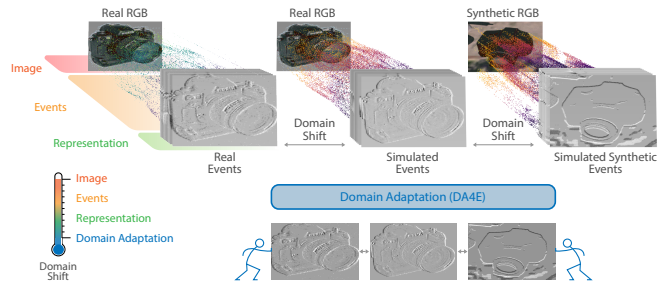 Real RGB
Real RGB
Synthetic RGB
Image
Events
Representation
Domain
Shift
Domain
Shift
Real
Events
Simulated
Events
Simulated Synthetic
Events
Image
Events
Representation
Domain Adaptation
Domain
Shift
Domain Adaptation (DA4E)